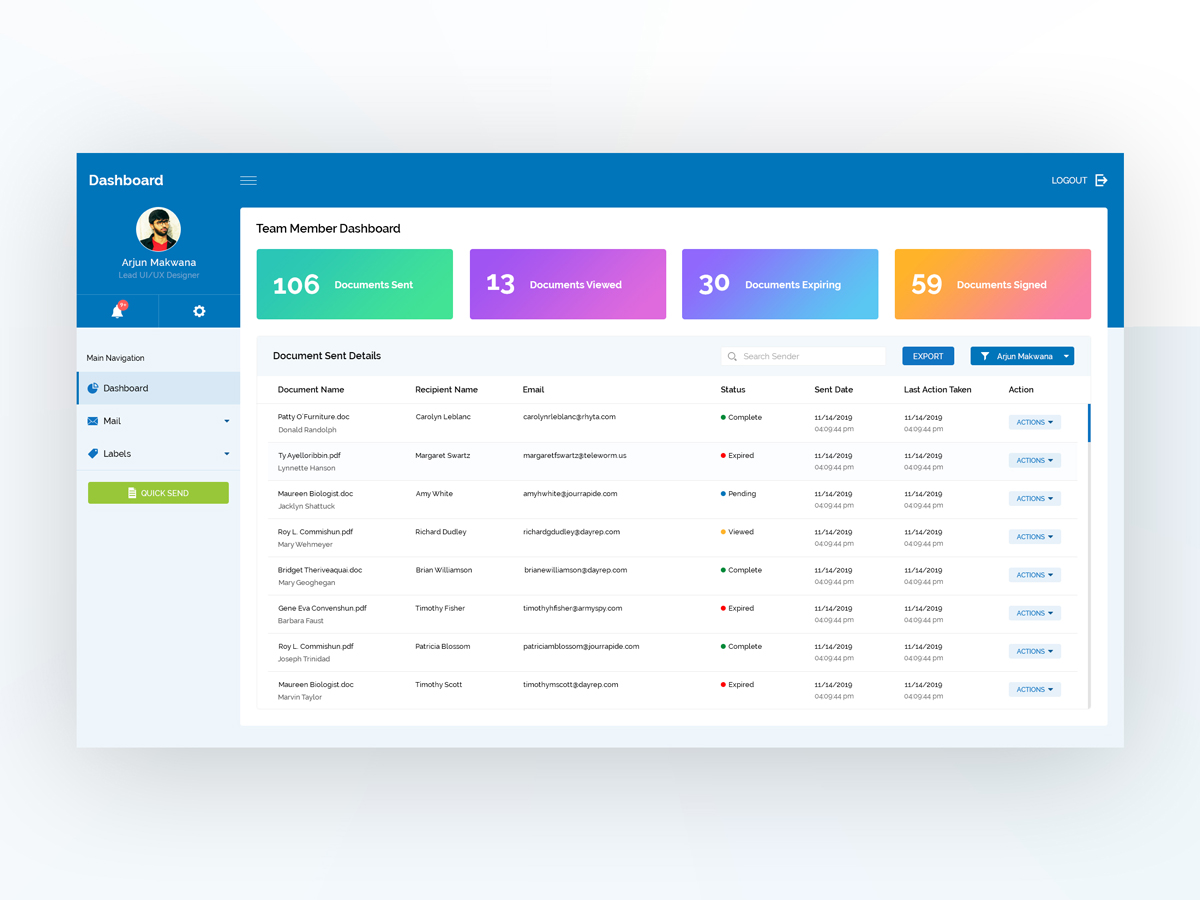 Dashboard
LOGOUT
Arjun Makwana
Lead UI/UX Designer
9+
Main Navigation
Dashboard
Mail
Labels
QUICK SEND
Team Member Dashboard
106 Documents Sent
13 Documents Viewed
30 Documents Expiring
59 Documents Signed
Document Sent Details
Search Sender
EXPORT
Arjun Makwana
Document Name Recipient Name Email Status Sent Date Last Action Taken Action
Patty O'Furniture.doc Carolyn Leblanc carolynrleblanc@rhyta.com Complete 11/14/2019 11/14/2019 ACTIONS
Donald Randolph 04:09:44 pm 04:09:44 pm
Ty Ayelloribbin.pdf Margaret Swartz margaretfswartz@teleworm.us Expired 11/14/2019 11/14/2019 ACTIONS
Lynnette Hanson 04:09:44 pm 04:09:44 pm
Maureen Biologist.doc Amy White amyhwhite@jourrapide.com Pending 11/14/2019 11/14/2019 ACTIONS
Jacklyn Shattuck 04:09:44 pm 04:09:44 pm
Roy L. Commishun.pdf Richard Dudley richardgdudley@dayrep.com Viewed 11/14/2019 11/14/2019 ACTIONS
Mary Wehmeyer 04:09:44 pm 04:09:44 pm
Bridget Theriveaquai.doc Brian Williamson brianewilliamson@dayrep.com Complete 11/14/2019 11/14/2019 ACTIONS
Mary Geoghegan 04:09:44 pm 04:09:44 pm
Gene Eva Convenshun.pdf Timothy Fisher timothyhfisher@armyspy.com Expired 11/14/2019 11/14/2019 ACTIONS
Barbara Faust 04:09:44 pm 04:09:44 pm
Roy L. Commishun.pdf Patricia Blossom patriciamblossom@jourrapide.com Complete 11/14/2019 11/14/2019 ACTIONS
Joseph Trinidad 04:09:44 pm 04:09:44 pm
Maureen Biologist.doc Timothy Scott timothymscott@dayrep.com Expired 11/14/2019 11/14/2019 ACTIONS
Marvin Taylor 04:09:44 pm 04:09:44 pm